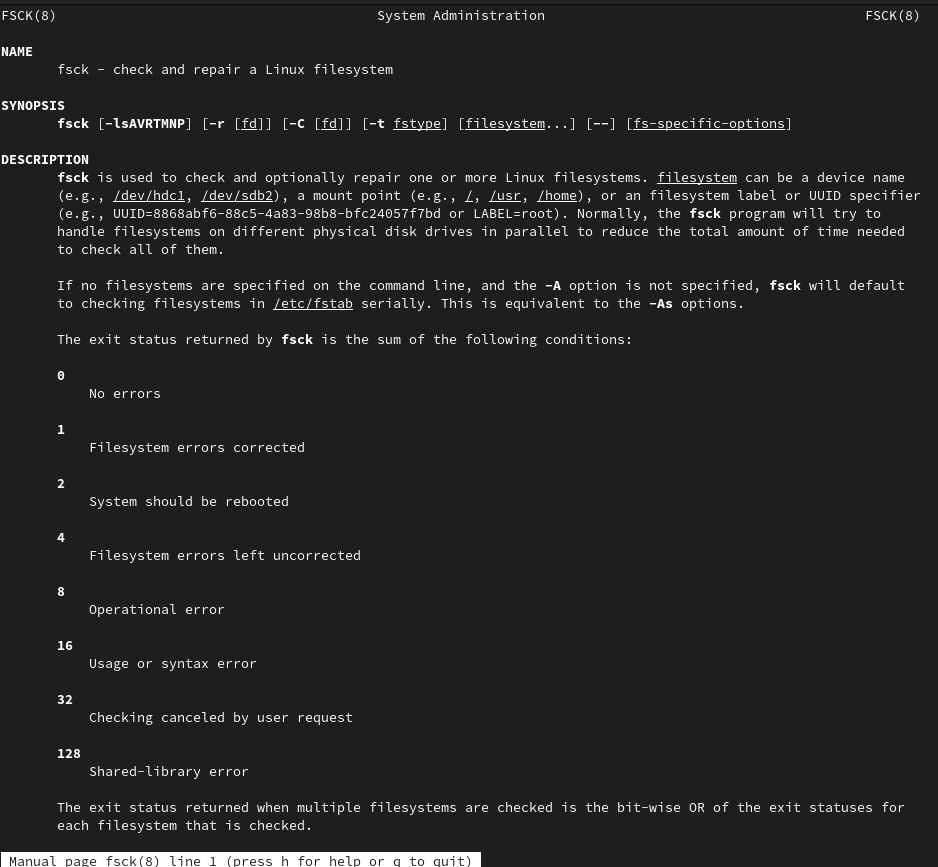 FSCK(8) System Administration FSCK(8)
NAME
fsck - check and repair a Linux filesystem
SYNOPSIS
fsck [-lsAVRTMNP] [-r [fd]] [-C [fd]] [-t fstype] [filesystem...] [--] [fs-specific-options]
DESCRIPTION
fsck is used to check and optionally repair one or more Linux filesystems. filesystem can be a device name
(e.g., /dev/hdc1, /dev/sdb2), a mount point (e.g., /, /usr, /home), or an filesystem label or UUID specifier
(e.g., UUID=8868abf6-88c5-4a83-98b8-bfc24057f7bd or LABEL=root). Normally, the fsck program will try to
handle filesystems on different physical disk drives in parallel to reduce the total amount of time needed
to check all of them.
If no filesystems are specified on the command line, and the -A option is not specified, fsck will default
to checking filesystems in /etc/fstab serially. This is equivalent to the -As options.
The exit status returned by fsck is the sum of the following conditions:
0
No errors
1
Filesystem errors corrected
2
System should be rebooted
4
Filesystem errors left uncorrected
8
Operational error
16
Usage or syntax error
32
Checking canceled by user request
128
Shared-library error
The exit status returned when multiple filesystems are checked is the bit-wise OR of the exit statuses for
each filesystem that is checked.
Manual page fsck(8) line 1 (press h for help or q to quit)